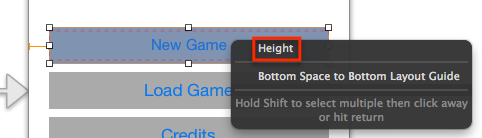 New Game
Height
Bottom Space to Bottom Layout Guide
Load Game
Hold Shift to select multiple then click away
or hit return
Credits